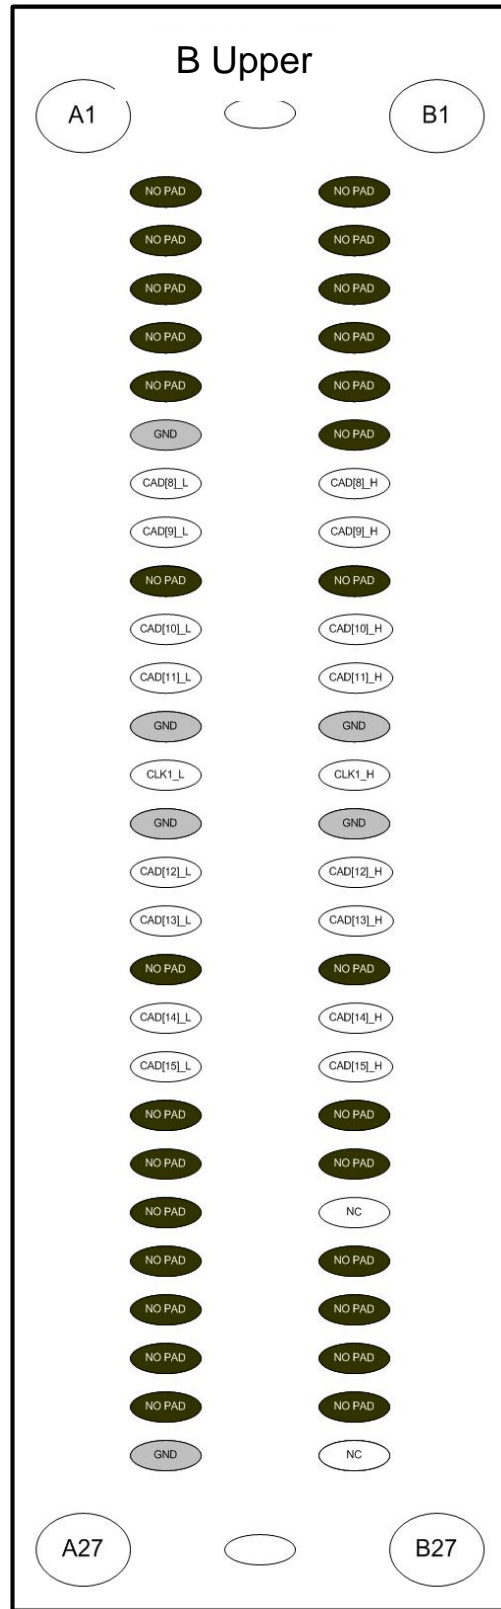 B Upper
A1 B1
NO PAD NO PAD
NO PAD NO PAD
NO PAD NO PAD
NO PAD NO PAD
NO PAD NO PAD
GND NO PAD
CAD[8]_L CAD[8]_H
CAD[9]_L CAD[9]_H
NO PAD NO PAD
CAD[10]_L CAD[10]_H
CAD[11]_L CAD[11]_H
GND GND
CLK1_L CLK1_H
GND GND
CAD[12]_L CAD[12]_H
CAD[13]_L CAD[13]_H
NO PAD NO PAD
CAD[14]_L CAD[14]_H
CAD[15]_L CAD[15]_H
NO PAD NO PAD
NO PAD NO PAD
NO PAD NC
NO PAD NO PAD
NO PAD NO PAD
NO PAD NO PAD
NO PAD NO PAD
GND NC
A27 B27